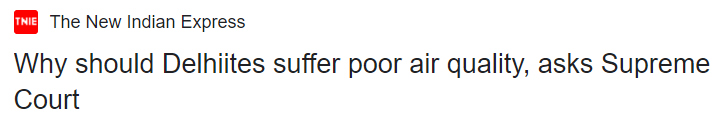 TNIE The New Indian Express
Why should Delhiites suffer poor air quality, asks Supreme
Court